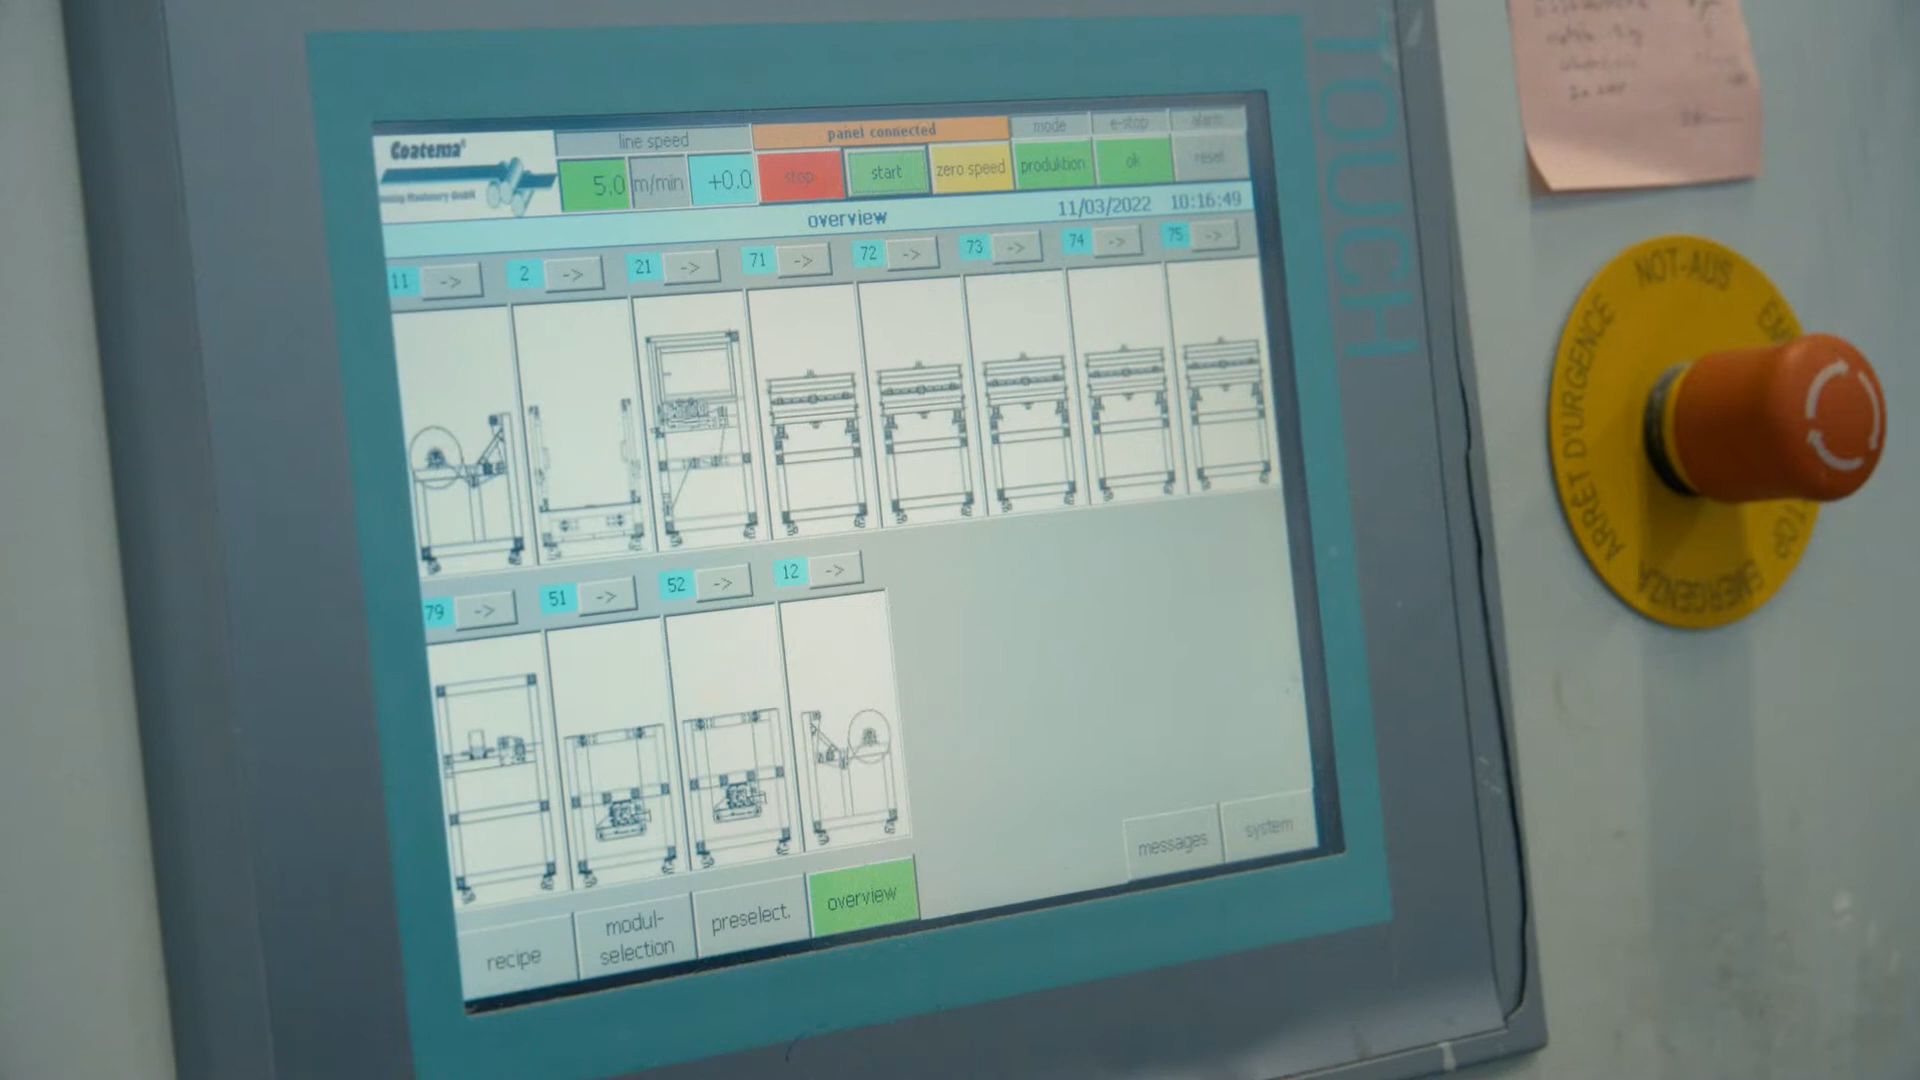 TOUCH
Coatema®
line speed
panel connected
mode
e-stop
alarm
5.0
m/min
+0.0
stop
start
zero speed
produktion
ok
reset
overview
11/03/2022 10:16:49
11 ->
2 ->
21 ->
71 ->
72 ->
73 ->
74 ->
75 ->
79 ->
51 ->
52 ->
12 ->
messages
system
recipe
modul-
selection
preselect.
overview
NOT-AUS
ARRÊT D'URGENCE
EMERGENZA